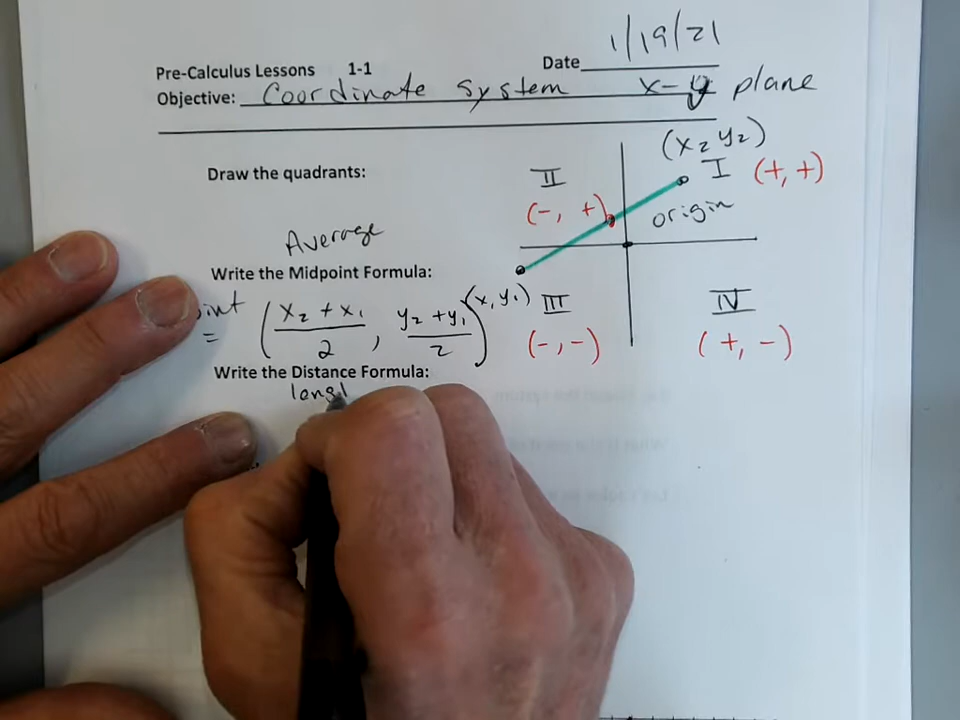 1/19/21
Pre-Calculus Lessons 1-1 Date
Objective: Coordinate system x-y plane
(x₂ y₂)
Draw the quadrants:
II I (+, +)
(-, +) origin
Average
Write the Midpoint Formula:
(x₂ + x₁ / 2 , y₂ + y₁ / 2) (x, y₁) III IV
= (-, -) (+, -)
Write the Distance Formula: